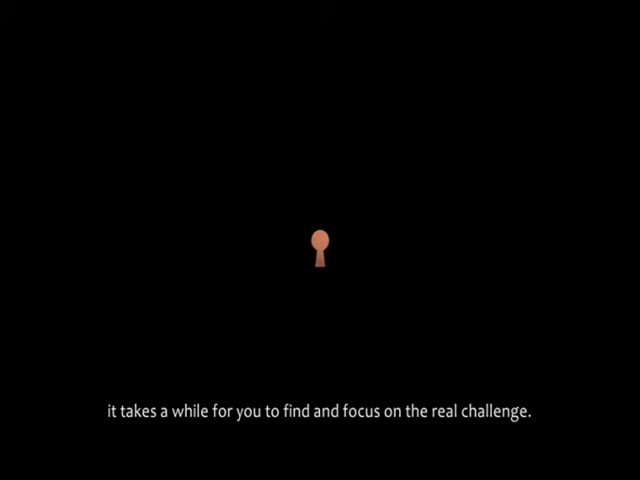 it takes a while for you to find and focus on the real challenge.